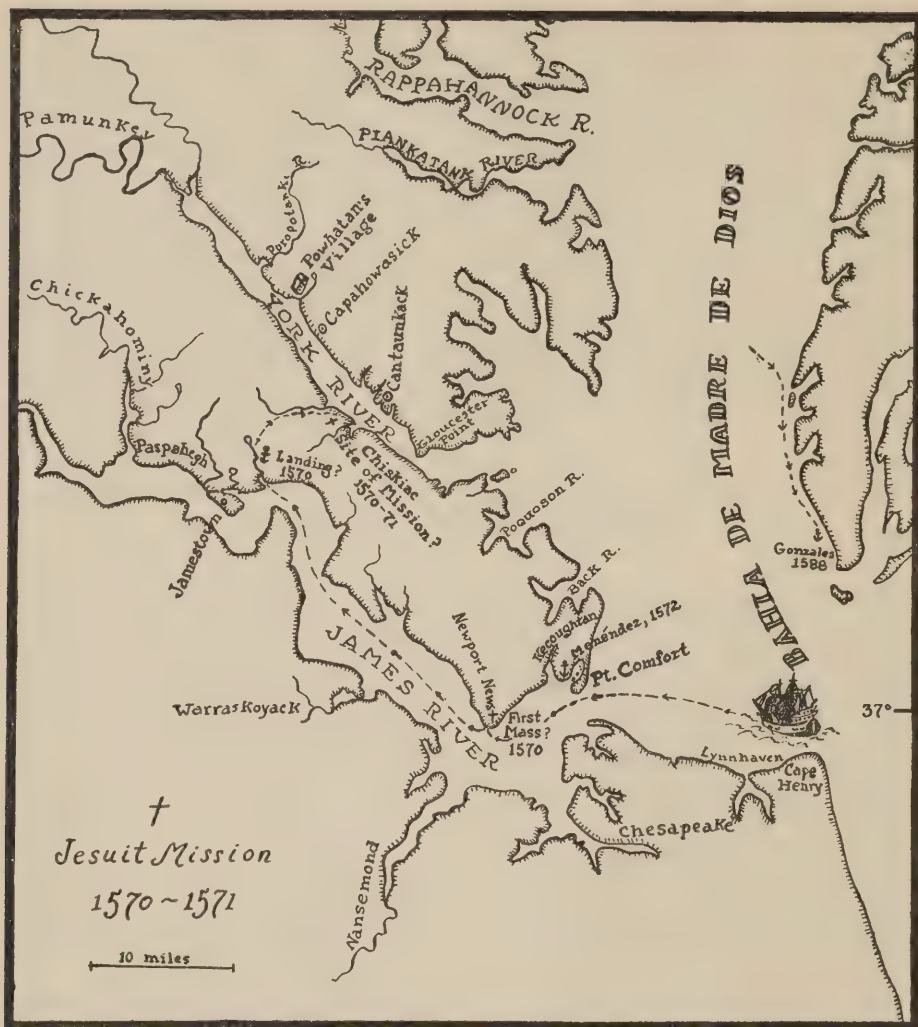 RAPPAHANNOCK R.
Pamunkey
PIANKATANK RIVER
Poropotank R.
Powhatan's
Village
Capahowasick
Chickahominy
YORK RIVER
Cantaunkack
Gloucester
Point
BAHIA DE MADRE DE DIOS
Paspahegh
Landing?
1570
Chiskiac
Site of Mission?
1570-71
Jamestown
Poquoson R.
Gonzales
1588
Back R.
Kecoughtan
Menéndez, 1572
Newport News
Pt. Comfort
JAMES RIVER
Warraskoyack
First
Mass?
1570
37°
Lynnhaven
Cape
Henry
Chesapeake
Nansemond
Jesuit Mission
1570~1571
10 miles